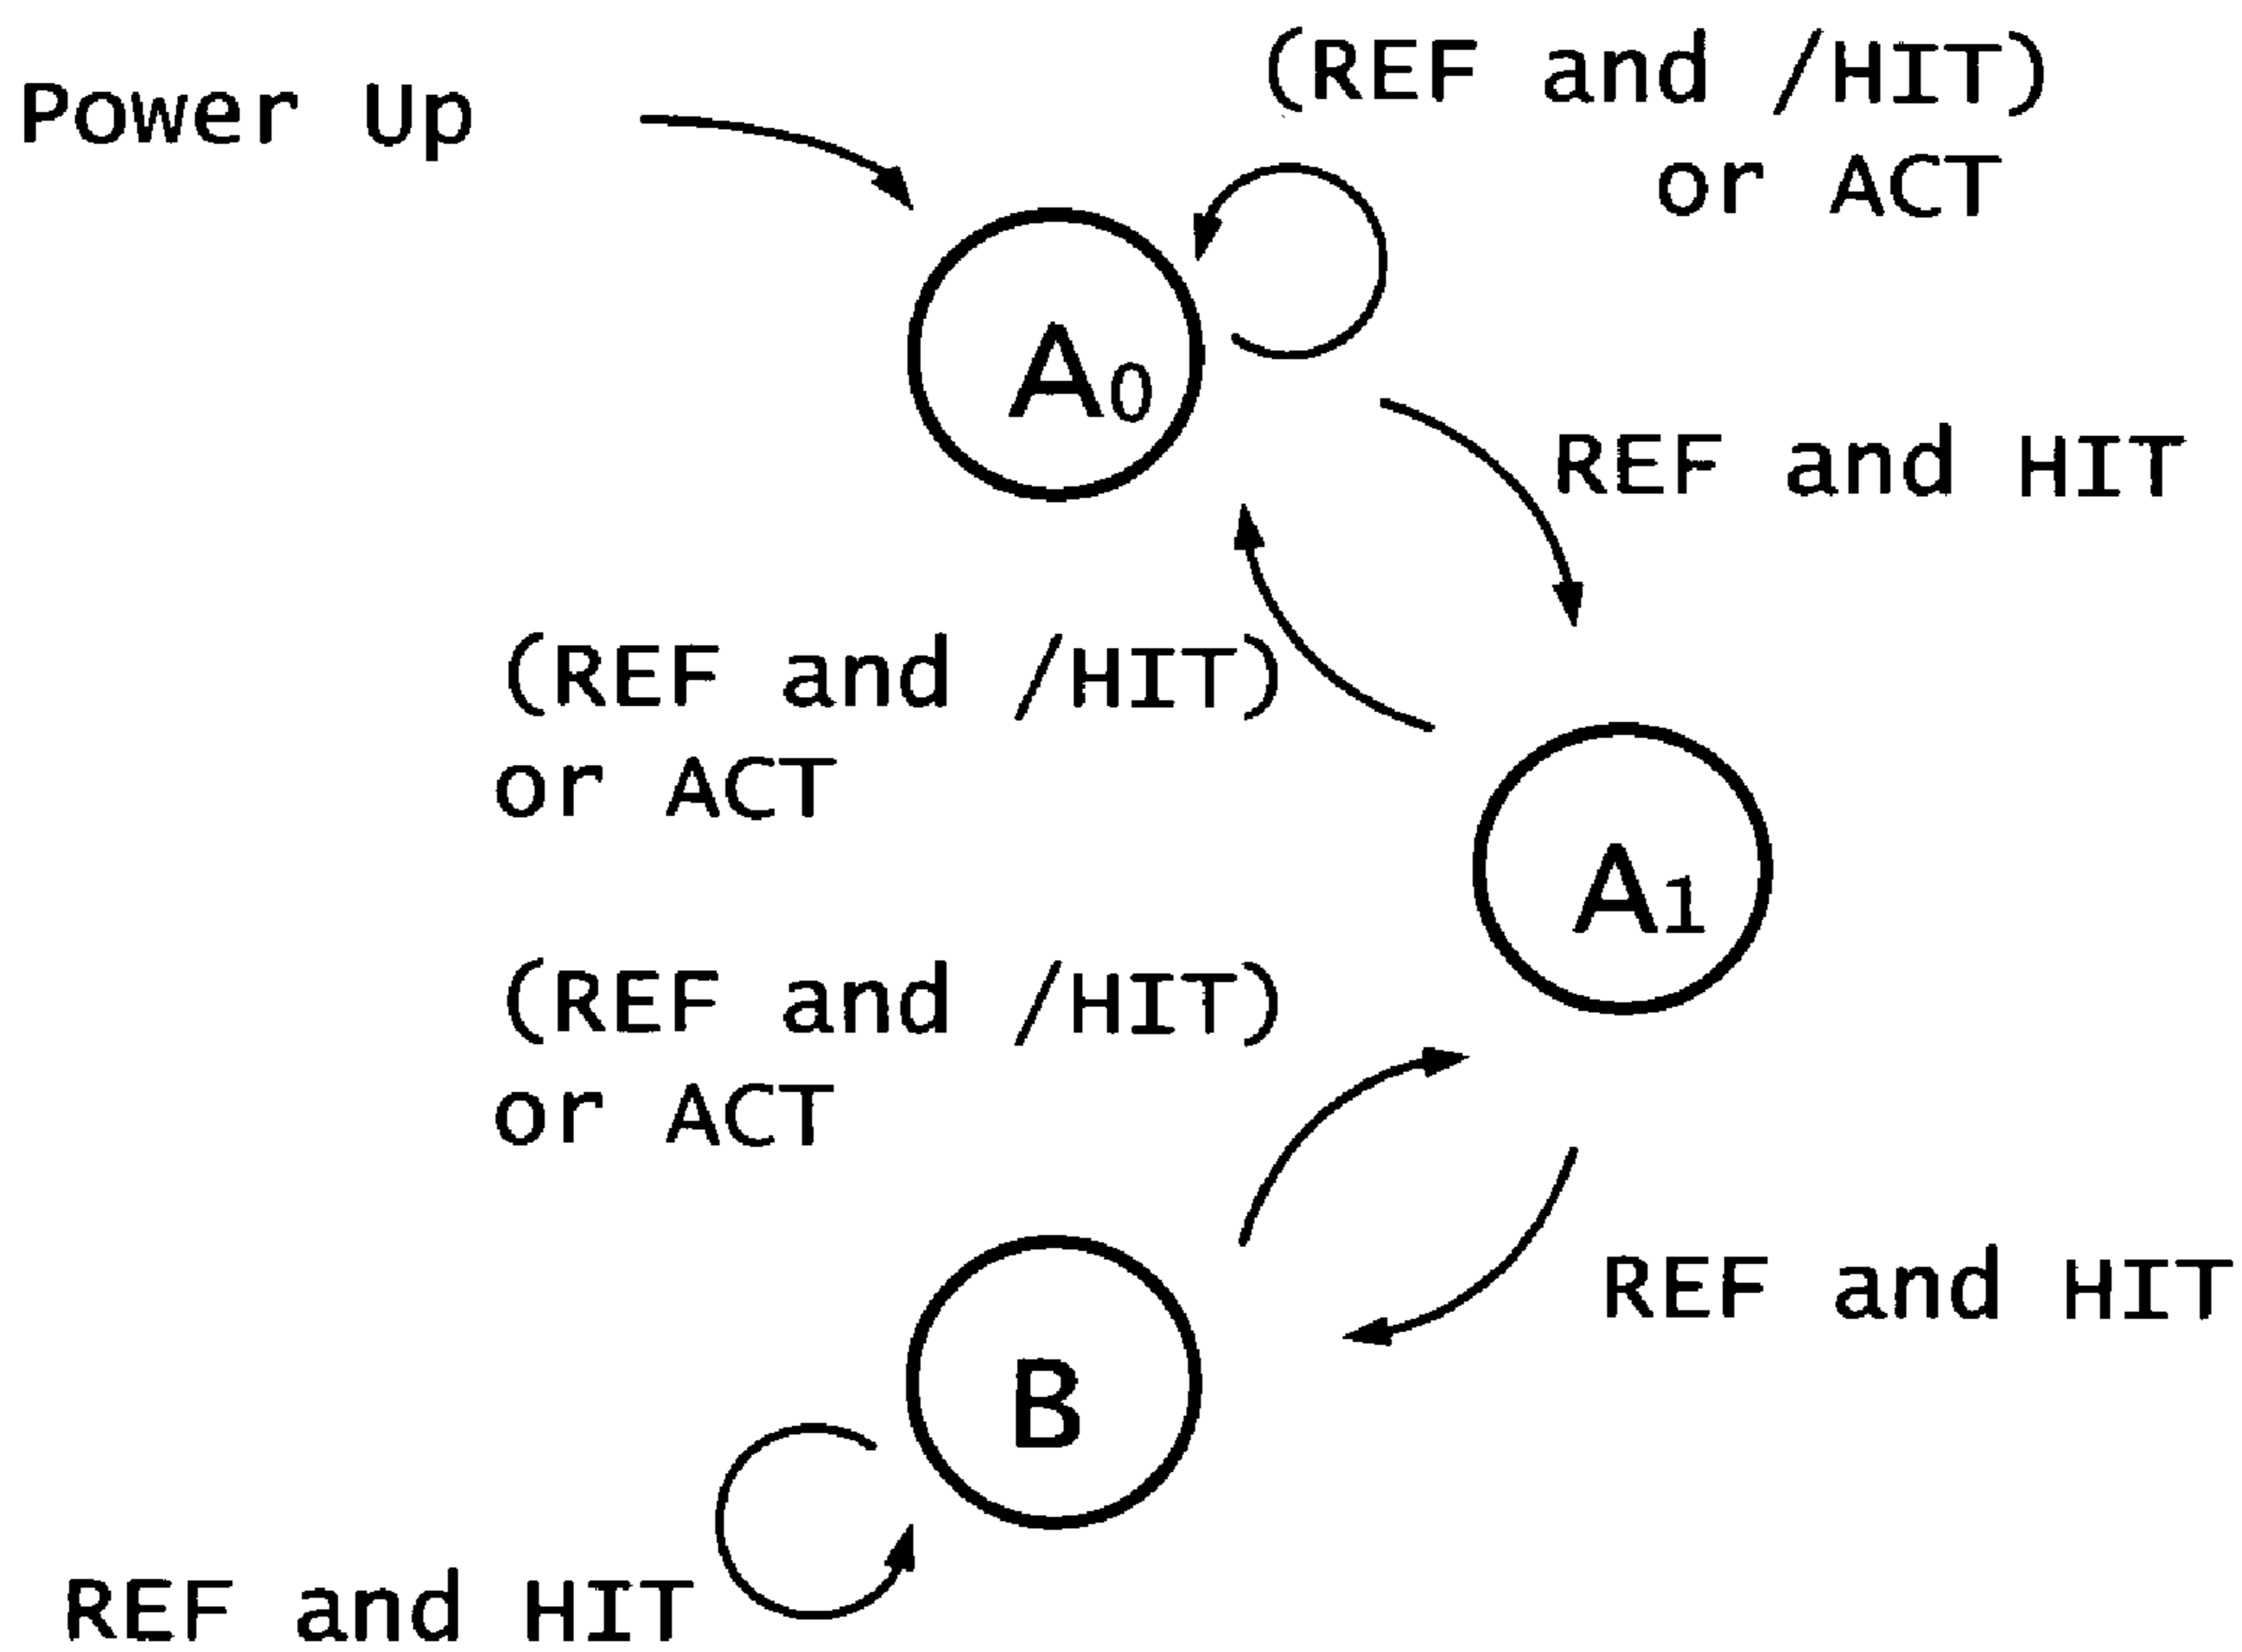 Power Up
(REF and /HIT)
or ACT
A0
REF and HIT
(REF and /HIT)
or ACT
A1
(REF and /HIT)
or ACT
REF and HIT
B
REF and HIT